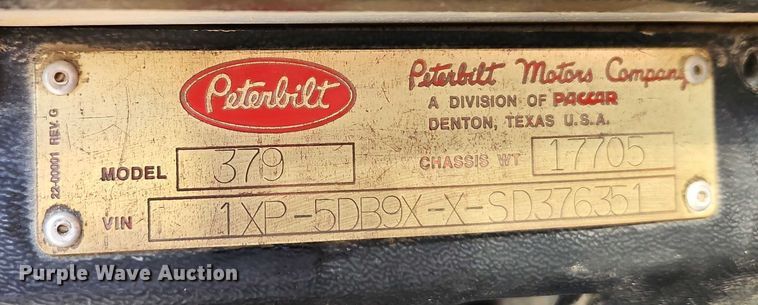 22-00001 REV. G
Peterbilt
Peterbilt Motors Company
A DIVISION OF PACCAR
DENTON, TEXAS U.S.A.
MODEL 379
CHASSIS WT 17705
VIN 1XP-5DB9X-X-SD376351
Purple Wave Auction